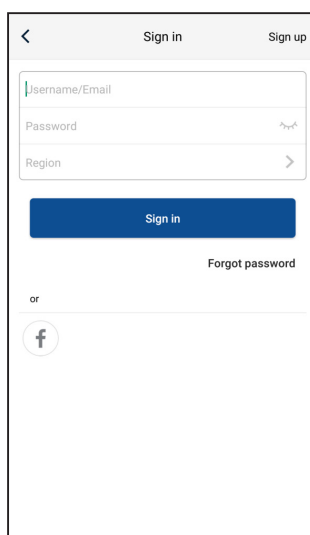 Sign in
Sign up
Username/Email
Password
Region
Sign in
Forgot password
or